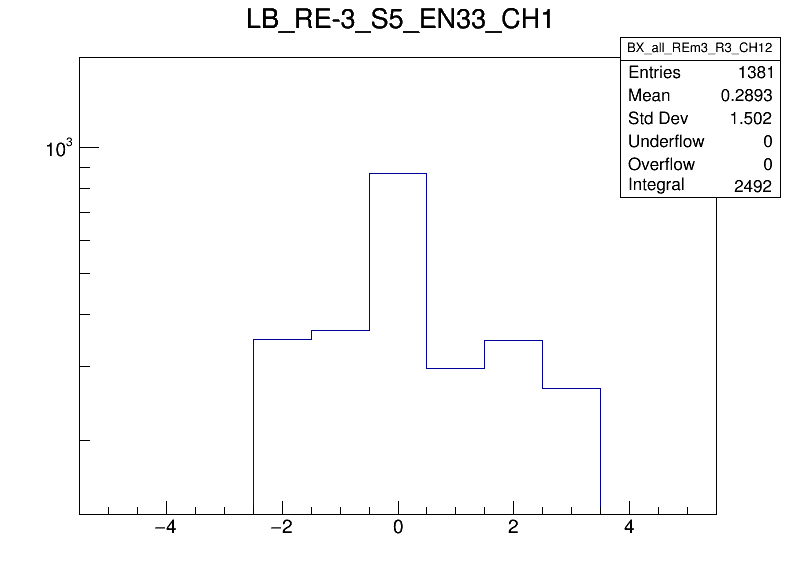 LB_RE-3_S5_EN33_CH1
BX_all_REm3_R3_CH12
Entries 1381
Mean 0.2893
Std Dev 1.502
Underflow 0
Overflow 0
Integral 2492
10³
−4 −2 0 2 4